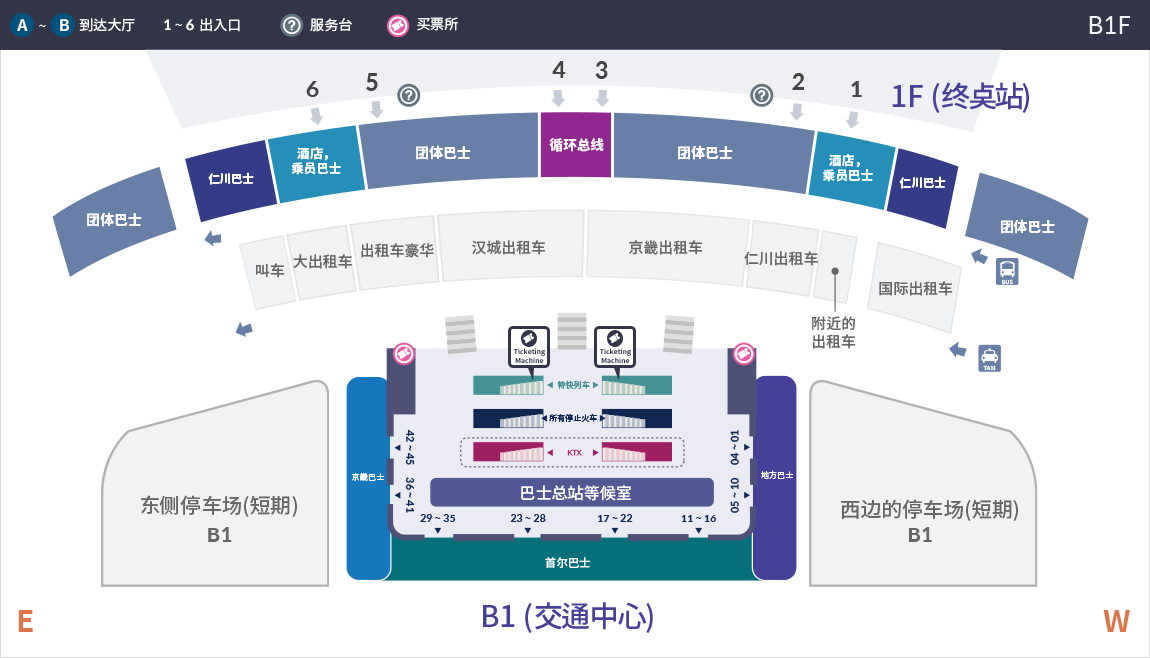 A ~ B 到达大厅 1 ~ 6 出入口 ? 服务台 买票所 B1F
6 5 ? 4 3 ? 2 1
1F (终点站)
团体巴士
仁川巴士
酒店，
乘员巴士
团体巴士
循环总线
团体巴士
酒店，
乘员巴士
仁川巴士
团体巴士
叫车
大出租车
出租车豪华
汉城出租车
京畿出租车
仁川出租车
附近的
出租车
国际出租车
BUS
TAXI
Ticketing
Machine
Ticketing
Machine
特快列车
所有停止火车
KTX
42 ~ 45
36 ~ 41
04 ~ 01
05 ~ 10
巴士总站等候室
29 ~ 35
23 ~ 28
17 ~ 22
11 ~ 16
京畿巴士
地方巴士
首尔巴士
东侧停车场(短期)
B1
西边的停车场(短期)
B1
E
B1 (交通中心)
W